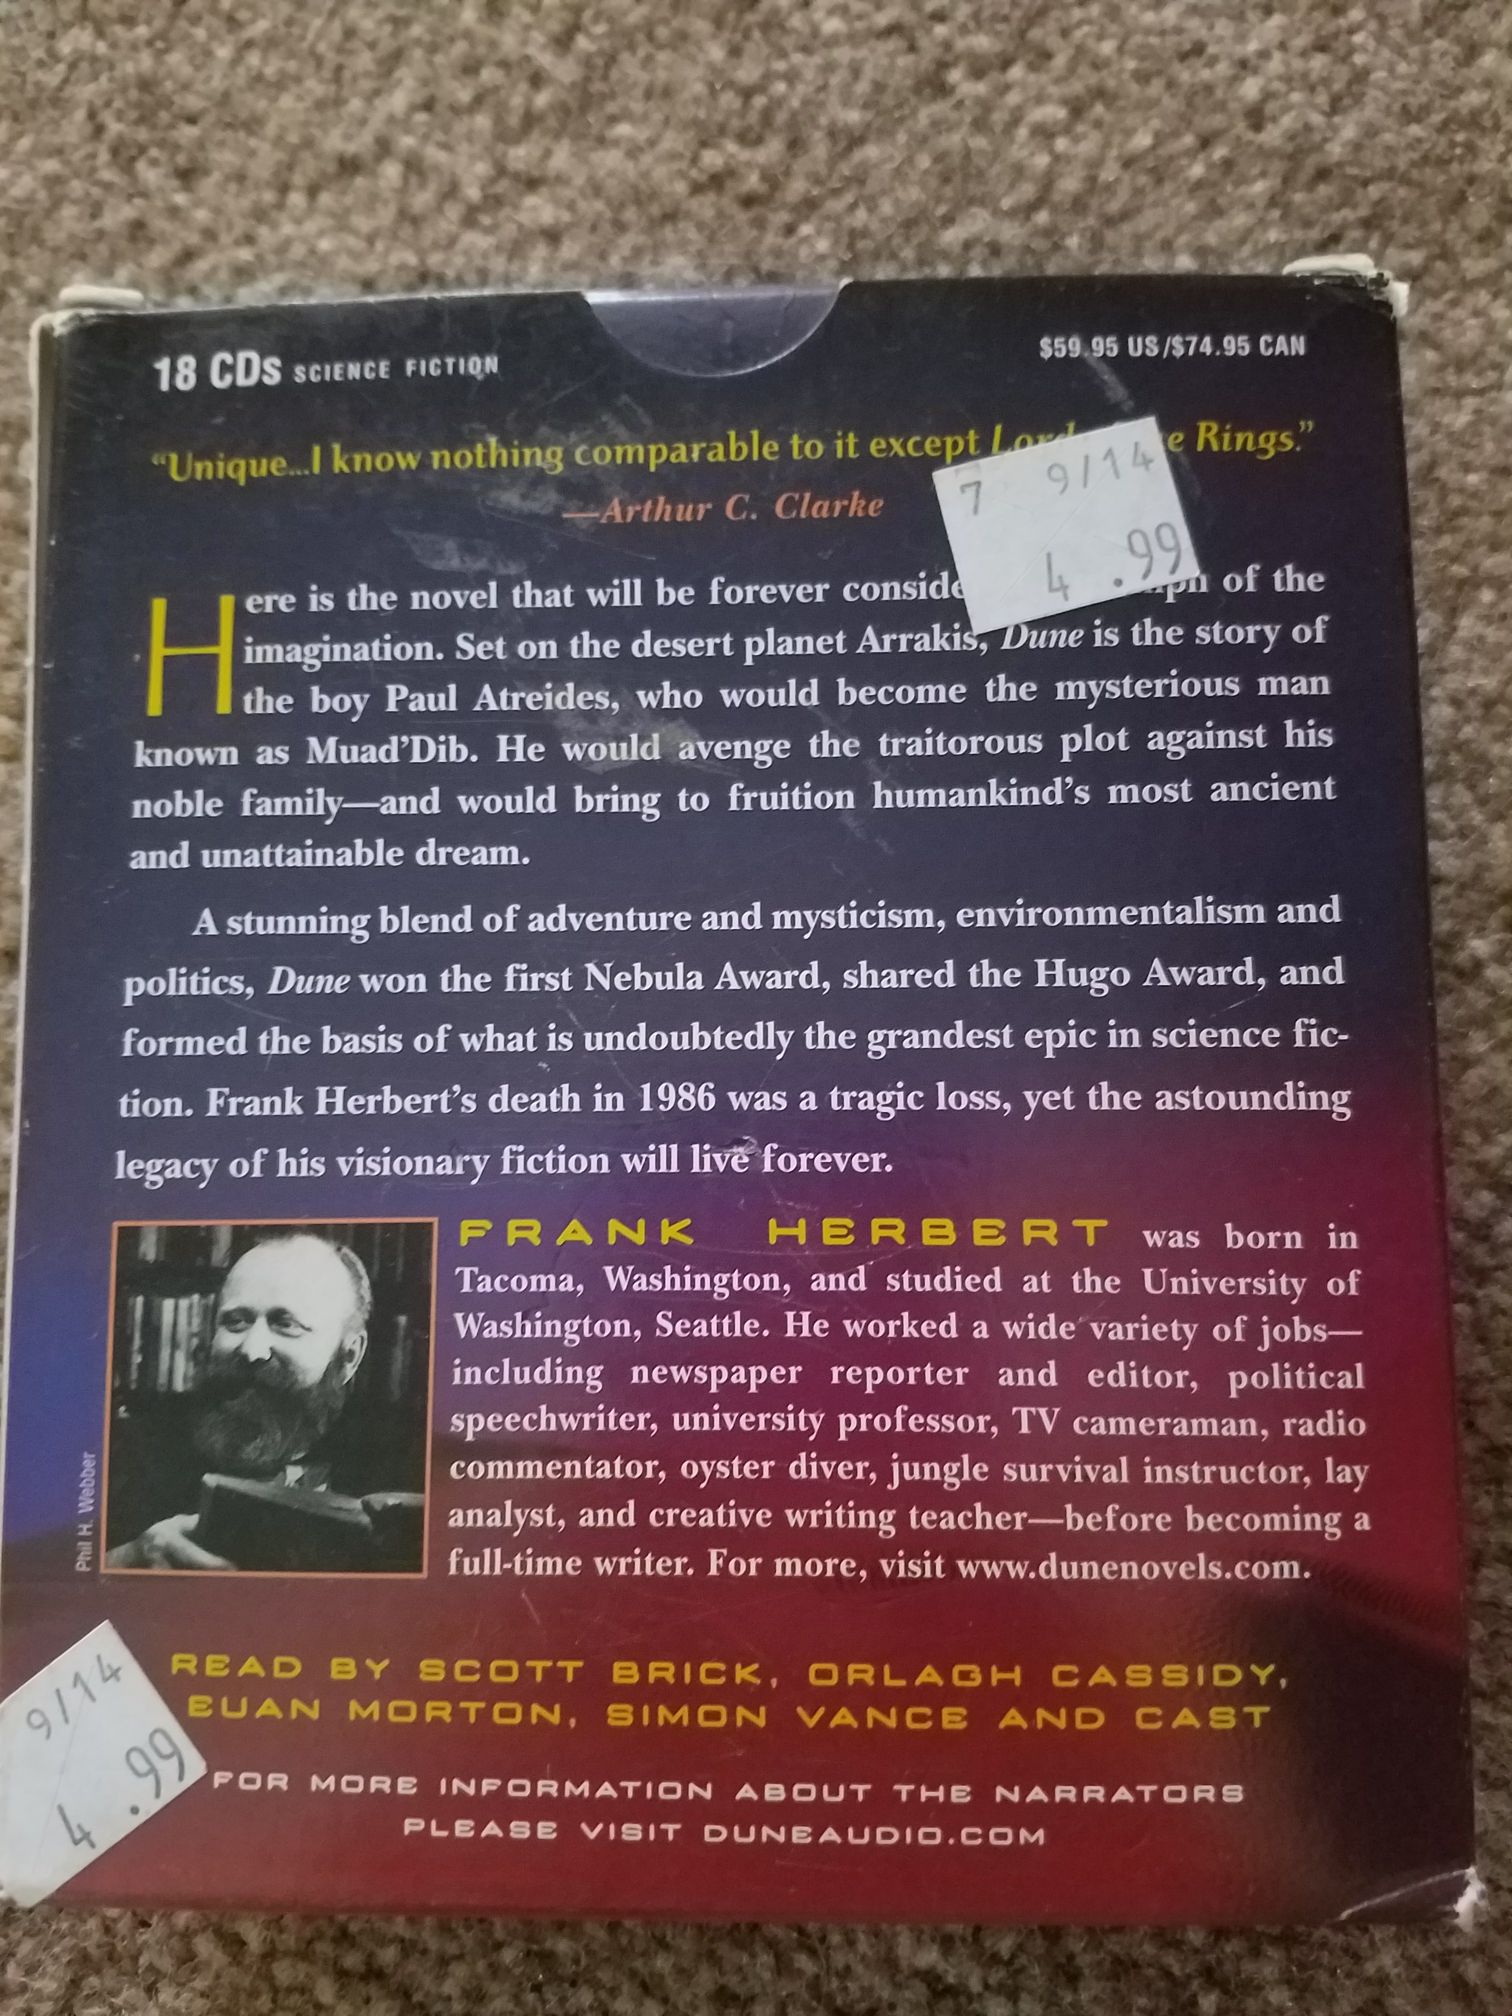 18 CDs SCIENCE FICTION
$59.95 US/$74.95 CAN
“Unique...I know nothing comparable to it except Rings.”
—Arthur C. Clarke
7 9/14
4.99
Here is the novel that will be forever of the
imagination. Set on the desert planet Arrakis, Dune is the story of
the boy Paul Atreides, who would become the mysterious man
known as Muad’Dib. He would avenge the traitorous plot against his
noble family—and would bring to fruition humankind’s most ancient
and unattainable dream.
A stunning blend of adventure and mysticism, environmentalism and
politics, Dune won the first Nebula Award, shared the Hugo Award, and
formed the basis of what is undoubtedly the grandest epic in science fic-
tion. Frank Herbert’s death in 1986 was a tragic loss, yet the astounding
legacy of his visionary fiction will live forever.
FRANK HERBERT was born in
Tacoma, Washington, and studied at the University of
Washington, Seattle. He worked a wide variety of jobs—
including newspaper reporter and editor, political
speechwriter, university professor, TV cameraman, radio
commentator, oyster diver, jungle survival instructor, lay
analyst, and creative writing teacher—before becoming a
full-time writer. For more, visit www.dunenovels.com.
Phil H. Webber
READ BY SCOTT BRICK, ORLAGH CASSIDY,
EUAN MORTON, SIMON VANCE AND CAST
9/14
4.99
FOR MORE INFORMATION ABOUT THE NARRATORS
PLEASE VISIT DUNEAUDIO.COM